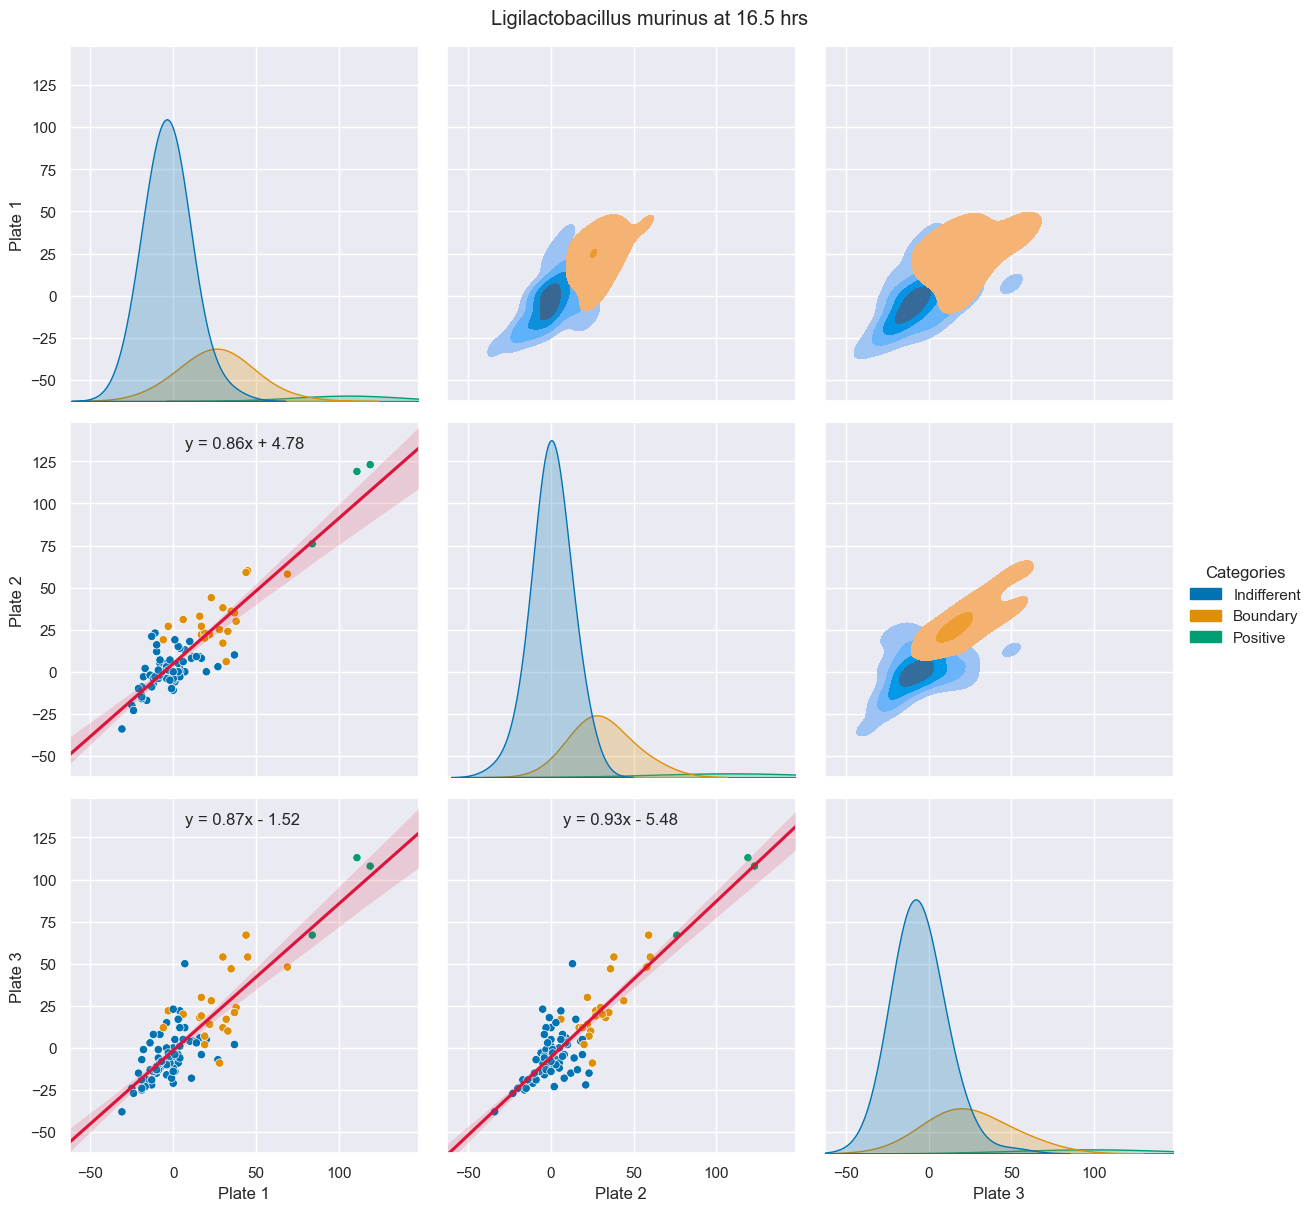 Ligilactobacillus murinus at 16.5 hrs
125
100
75
50
25
0
−25
−50
Plate 1
y = 0.86x + 4.78
125
100
75
50
25
0
−25
−50
Plate 2
Categories
Indifferent
Boundary
Positive
y = 0.87x - 1.52
y = 0.93x - 5.48
125
100
75
50
25
0
−25
−50
Plate 3
−50 0 50 100
−50 0 50 100
−50 0 50 100
Plate 1
Plate 2
Plate 3